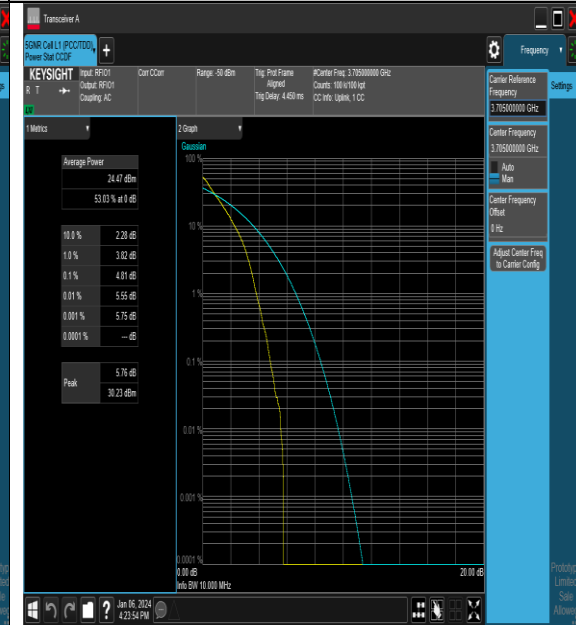 Transceiver A
5GNR Cell L1 (PCC/TDD),
Power Stat CCDF
+
Frequency
KEYSIGHT
R T
Input: RFIO1
Output: RFIO1
Coupling: AC
Corr CCorr
Range: -50 dBm
Trig: Prot Frame
Aligned
Trig Delay: 4.450 ms
#Center Freq: 3.705000000 GHz
Counts: 100 k/100 kpt
CC Info: Uplink, 1 CC
Carrier Reference
Frequency
3.705000000 GHz
Settings
Center Frequency
3.705000000 GHz
Auto
Man
Center Frequency
Offset
0 Hz
Adjust Center Freq
to Carrier Config
1 Metrics
Average Power
24.47 dBm
53.03 % at 0 dB
10.0 % 2.28 dB
1.0 % 3.82 dB
0.1 % 4.81 dB
0.01 % 5.55 dB
0.001 % 5.75 dB
0.0001 % --- dB
Peak
5.76 dB
30.23 dBm
2 Graph
Gaussian
100 %
10 %
1 %
0.1 %
0.01 %
0.001 %
0.0001 %
0.00 dB
20.00 dB
Info BW 10.000 MHz
?
Jan 06, 2024
4:23:54 PM
Limited
Sale